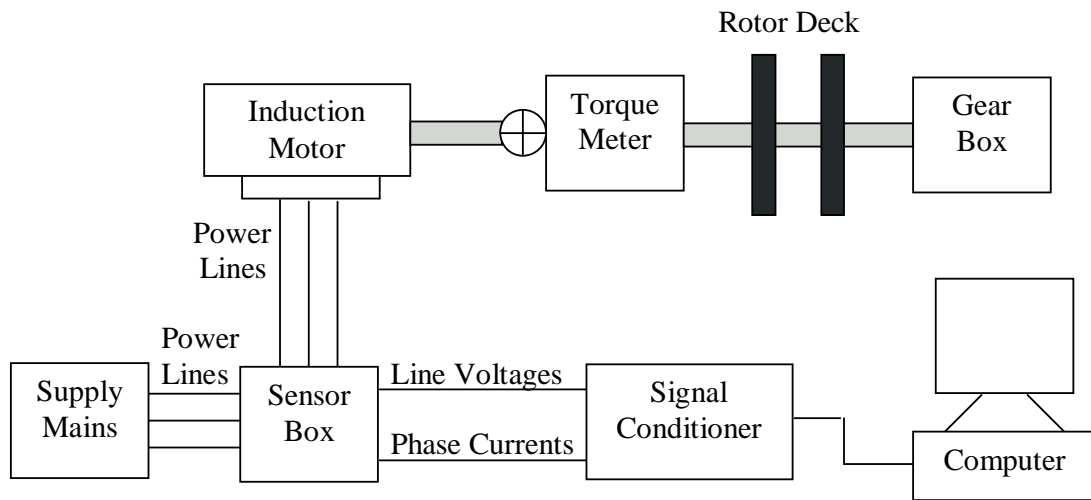 Rotor Deck
Induction
Motor
Torque
Meter
Gear
Box
Power
Lines
Power
Lines
Supply
Mains
Sensor
Box
Line Voltages
Phase Currents
Signal
Conditioner
Computer